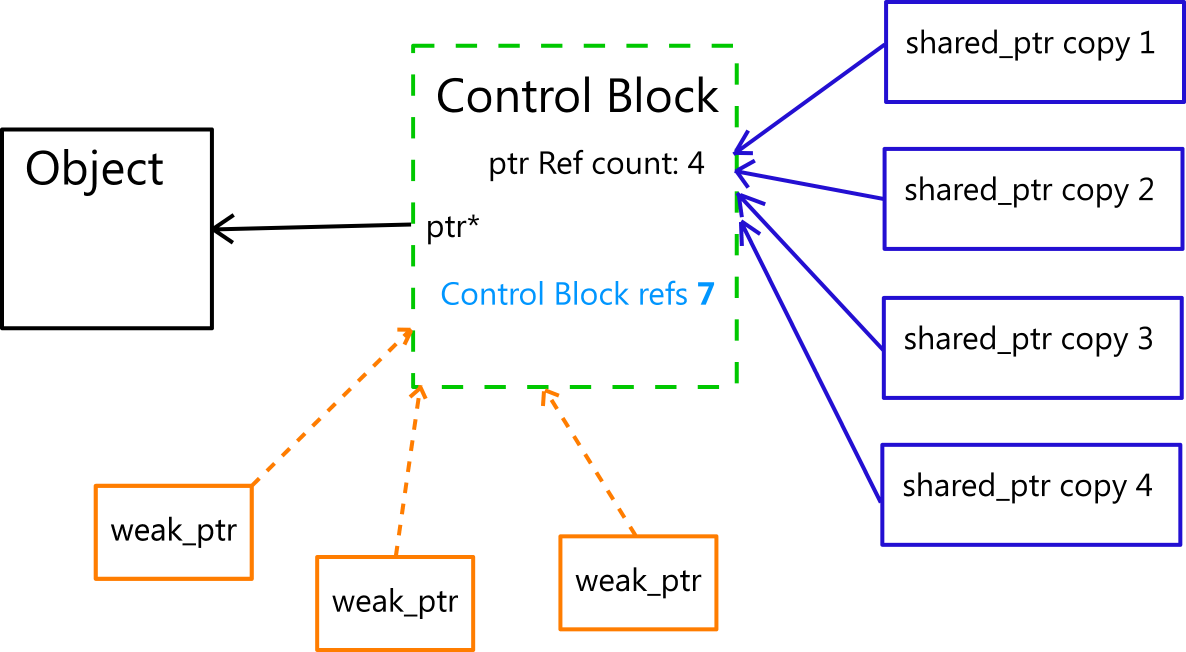 Object
Control Block
ptr Ref count: 4
ptr*
Control Block refs 7
shared_ptr copy 1
shared_ptr copy 2
shared_ptr copy 3
shared_ptr copy 4
weak_ptr
weak_ptr
weak_ptr